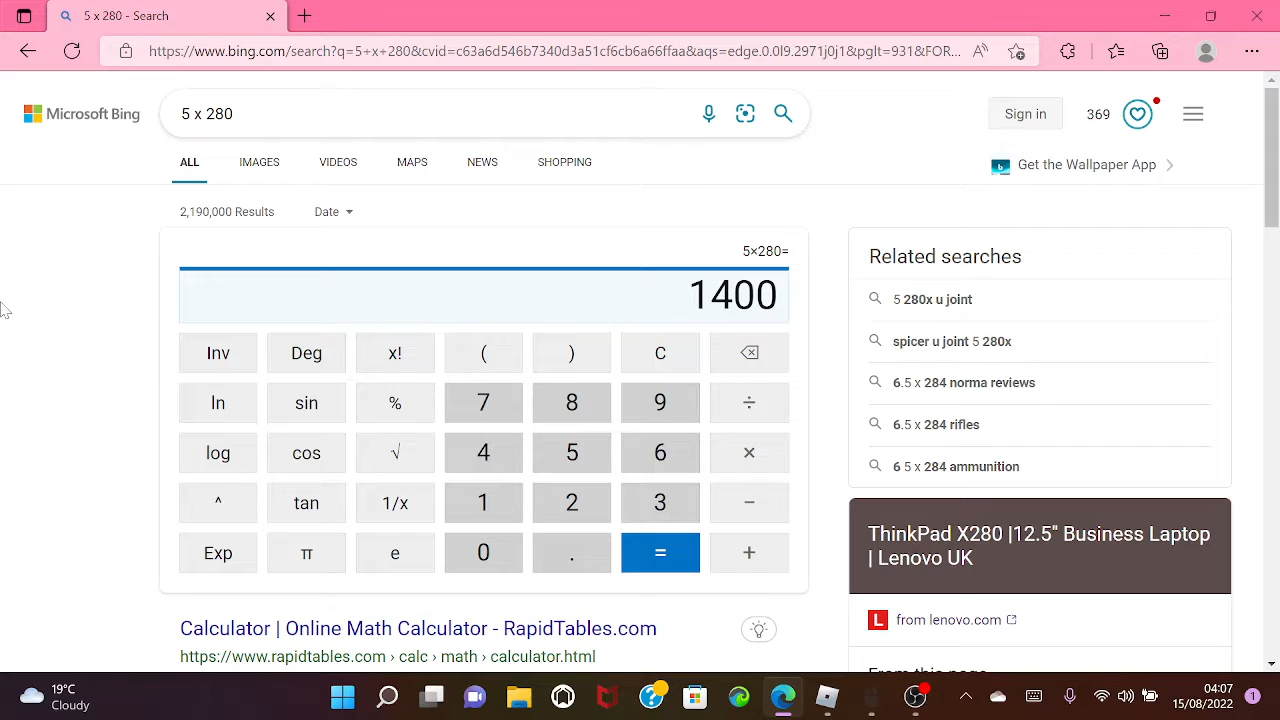 5 x 280 - Search
https://www.bing.com/search?q=5+x+280&cvid=c63a6d546b7340d3a51cf6cb6a66ffaa&aqs=edge.0.0l9.2971j0j1&pglt=931&FOR...
Microsoft Bing
5 x 280
Sign in
369
ALL IMAGES VIDEOS MAPS NEWS SHOPPING
Get the Wallpaper App
2,190,000 Results Date
5×280=
1400
Inv Deg x! ( ) C
ln sin % 7 8 9 ÷
log cos √ 4 5 6 ×
^ tan 1/x 1 2 3 −
Exp π e 0 . = +
Calculator | Online Math Calculator - RapidTables.com
https://www.rapidtables.com › calc › math › calculator.html
Related searches
5 280x u joint
spicer u joint 5 280x
6.5 x 284 norma reviews
6.5 x 284 rifles
6 5 x 284 ammunition
ThinkPad X280 |12.5" Business Laptop
| Lenovo UK
L from lenovo.com
From this page
19°C
Cloudy
04:07
15/08/2022
1